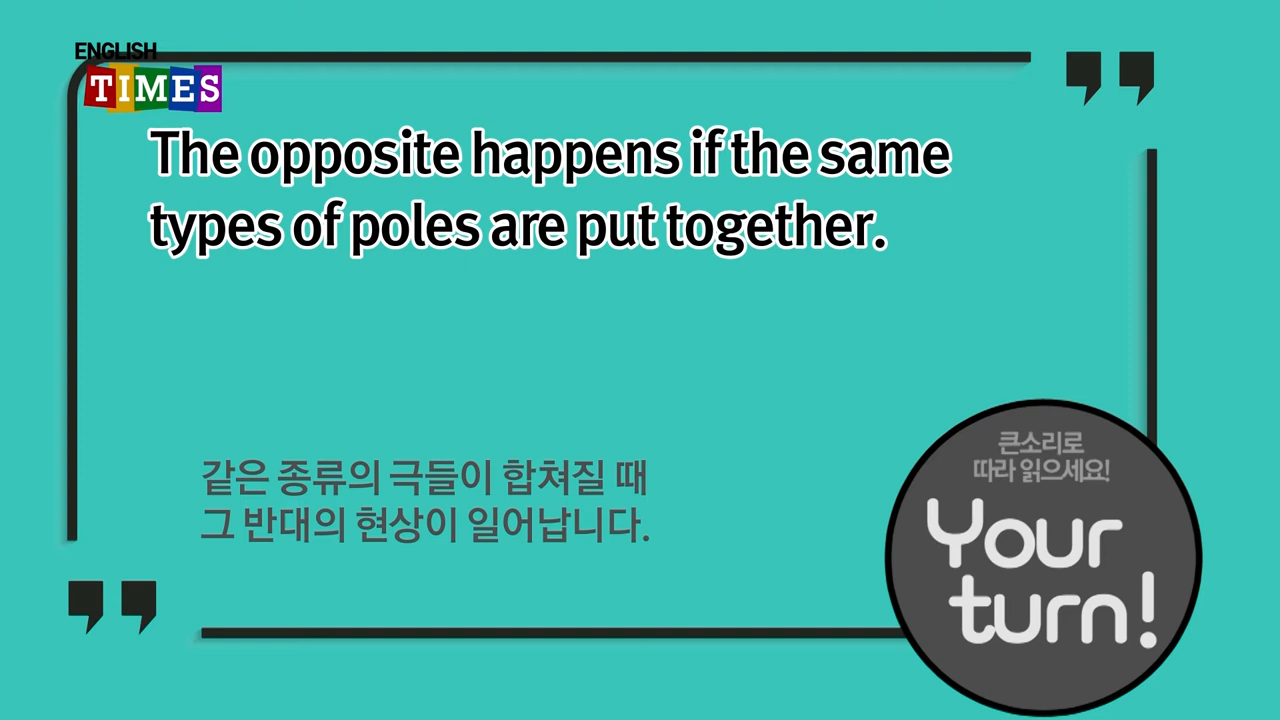 ENGLISH
TIMES
The opposite happens if the same
types of poles are put together.
같은 종류의 극들이 합쳐질 때
그 반대의 현상이 일어납니다.
큰소리로
따라 읽으세요!
Your
turn!